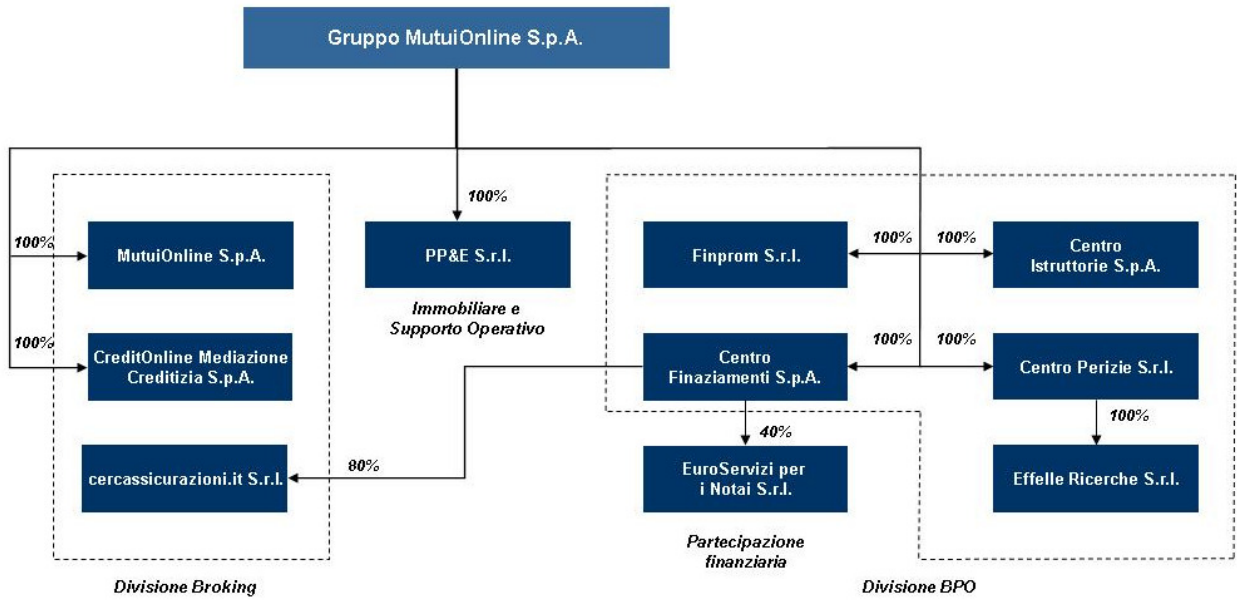 Gruppo MutuiOnline S.p.A.
100%
100%
MutuiOnline S.p.A.
PP&E S.r.l.
Finprom S.r.l.
100%
100%
Centro
Istruttorie S.p.A.
Immobiliare e
Supporto Operativo
100%
CreditOnline Mediazione
Creditizia S.p.A.
Centro
Finaziamenti S.p.A.
100%
100%
Centro Perizie S.r.l.
100%
40%
80%
cercassicurazioni.it S.r.l.
EuroServizi per
i Notai S.r.l.
Effelle Ricerche S.r.l.
Partecipazione
finanziaria
Divisione Broking
Divisione BPO